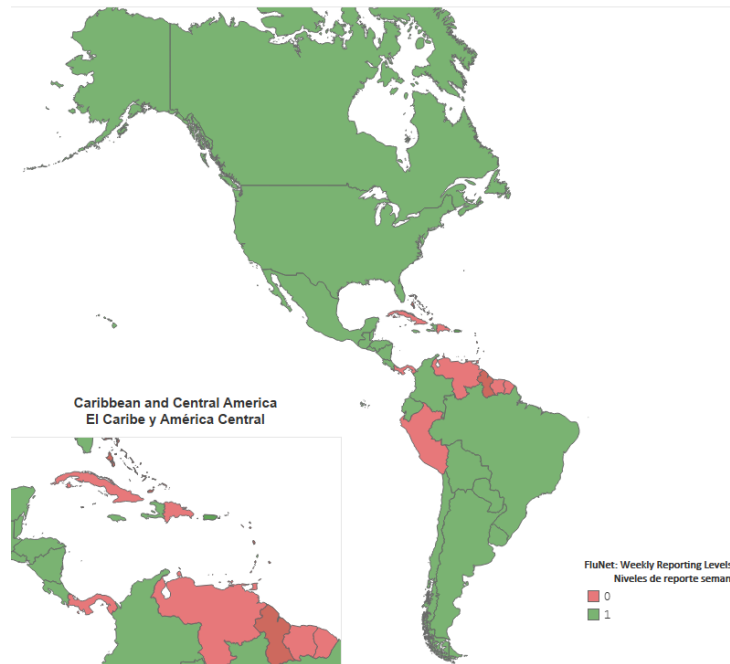 Caribbean and Central America
El Caribe y América Central
FluNet: Weekly Reporting Levels
Niveles de reporte seman
0
1